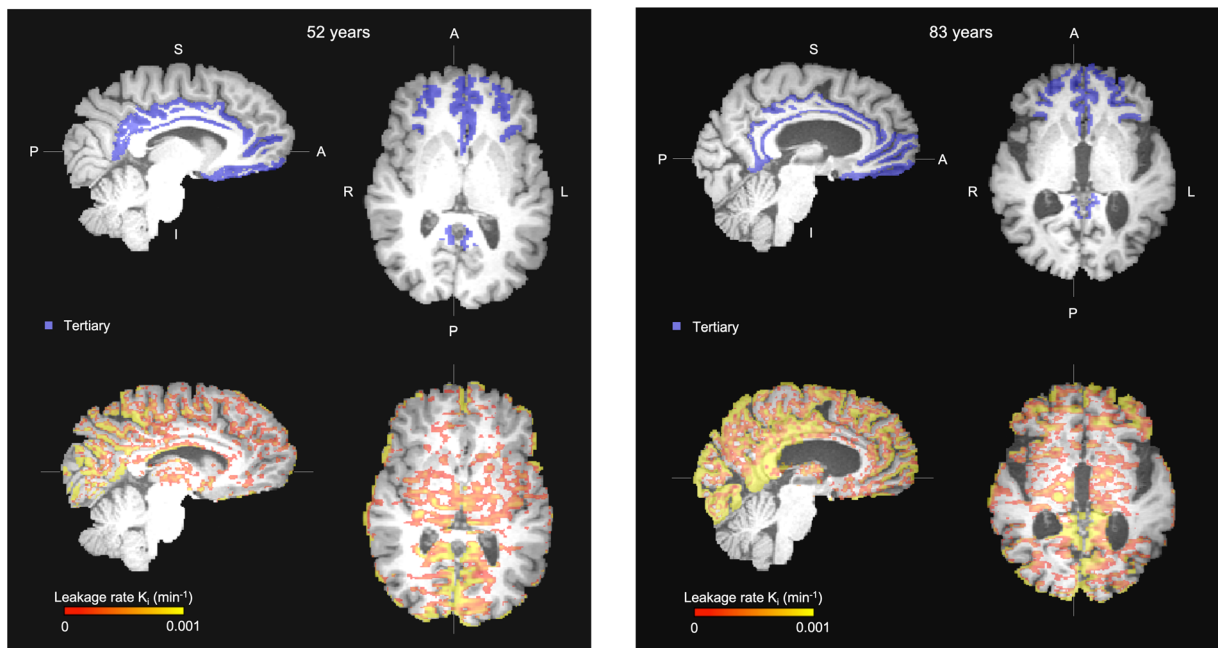 52 years
A
S
P
A
R
L
I
Tertiary
P
Leakage rate Kᵢ (min⁻¹)
0
0.001
83 years
A
S
P
A
R
L
I
P
Tertiary
Leakage rate Kᵢ (min⁻¹)
0
0.001